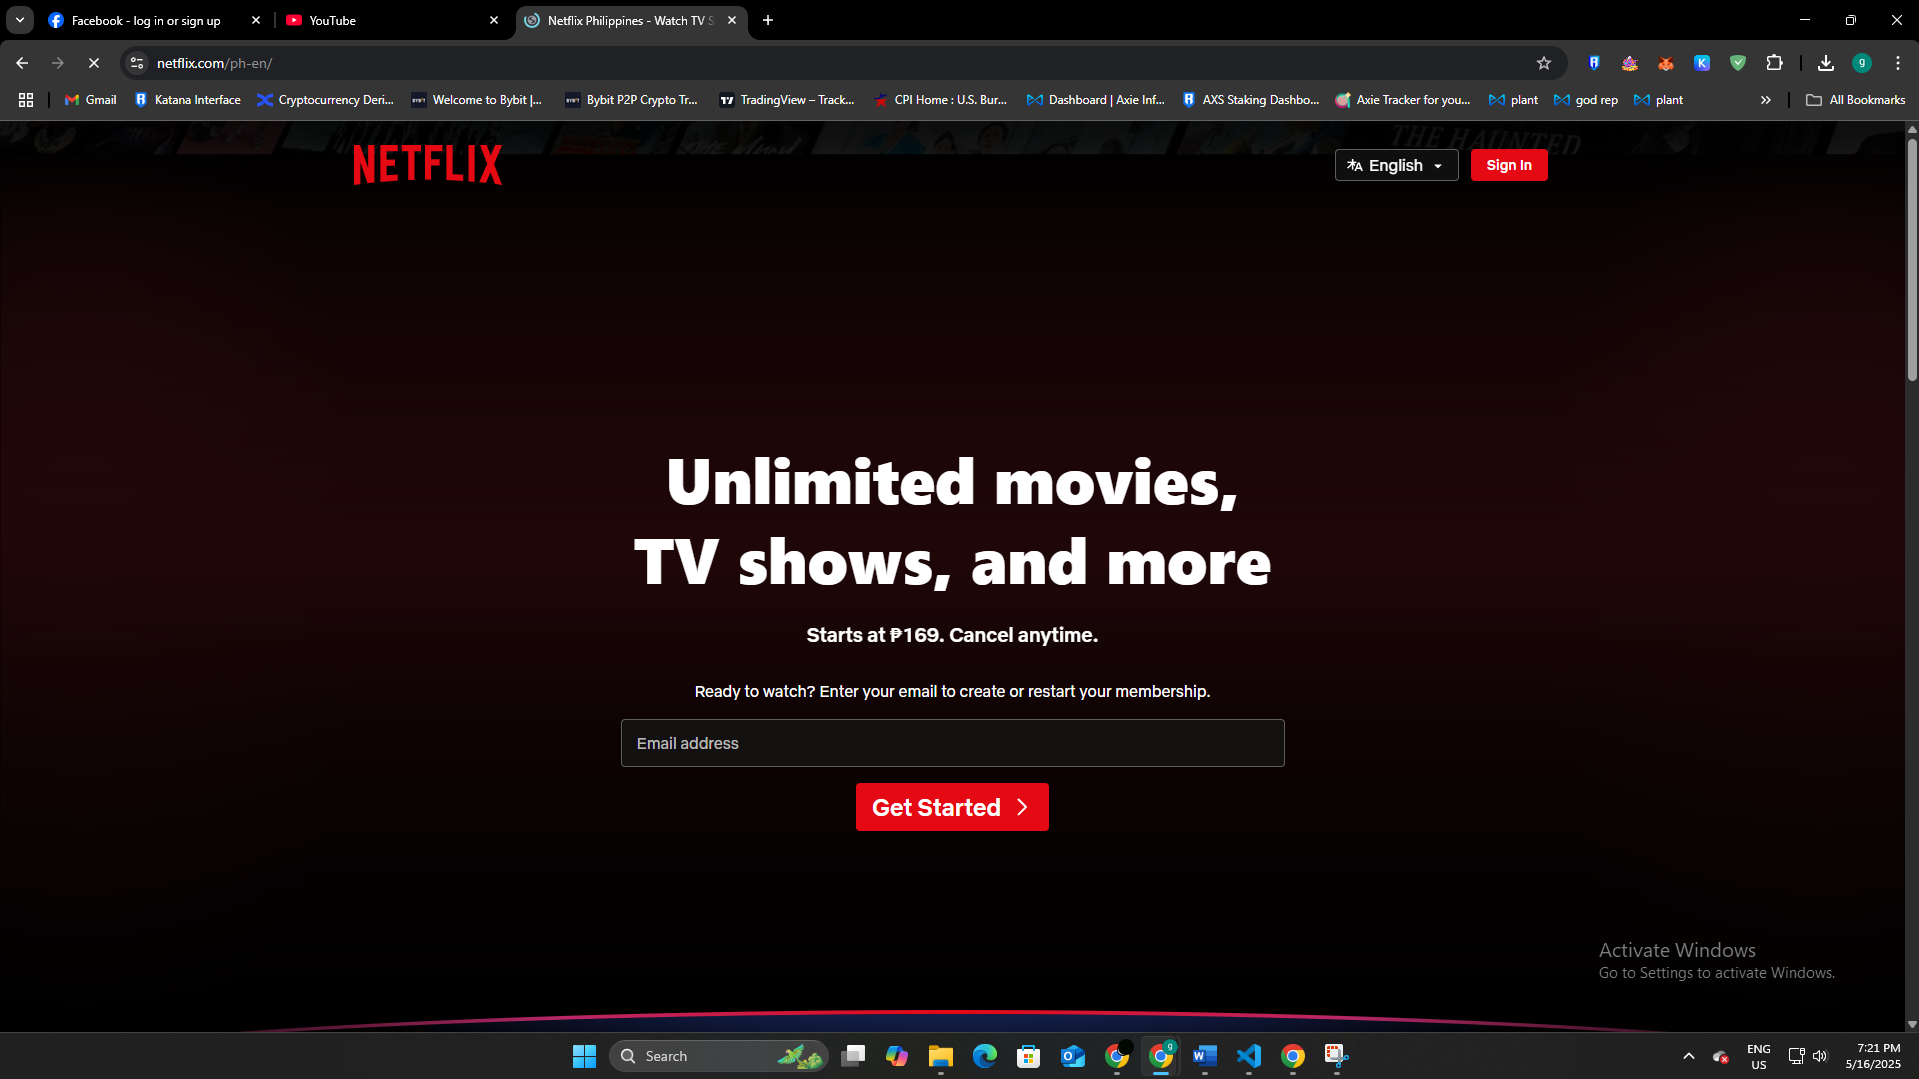 Facebook - log in or sign up
YouTube
Netflix Philippines - Watch TV S
netflix.com/ph-en/
g
Gmail
Katana Interface
Cryptocurrency Deri...
Welcome to Bybit |...
Bybit P2P Crypto Tr...
TradingView – Track...
CPI Home : U.S. Bur...
Dashboard | Axie Inf...
AXS Staking Dashbo...
Axie Tracker for you...
plant
god rep
plant
All Bookmarks
THE HAUNTED
NETFLIX
English
Sign In
Unlimited movies,
TV shows, and more
Starts at ₱169. Cancel anytime.
Ready to watch? Enter your email to create or restart your membership.
Email address
Get Started
Activate Windows
Go to Settings to activate Windows.
Search
ENG
US
7:21 PM
5/16/2025